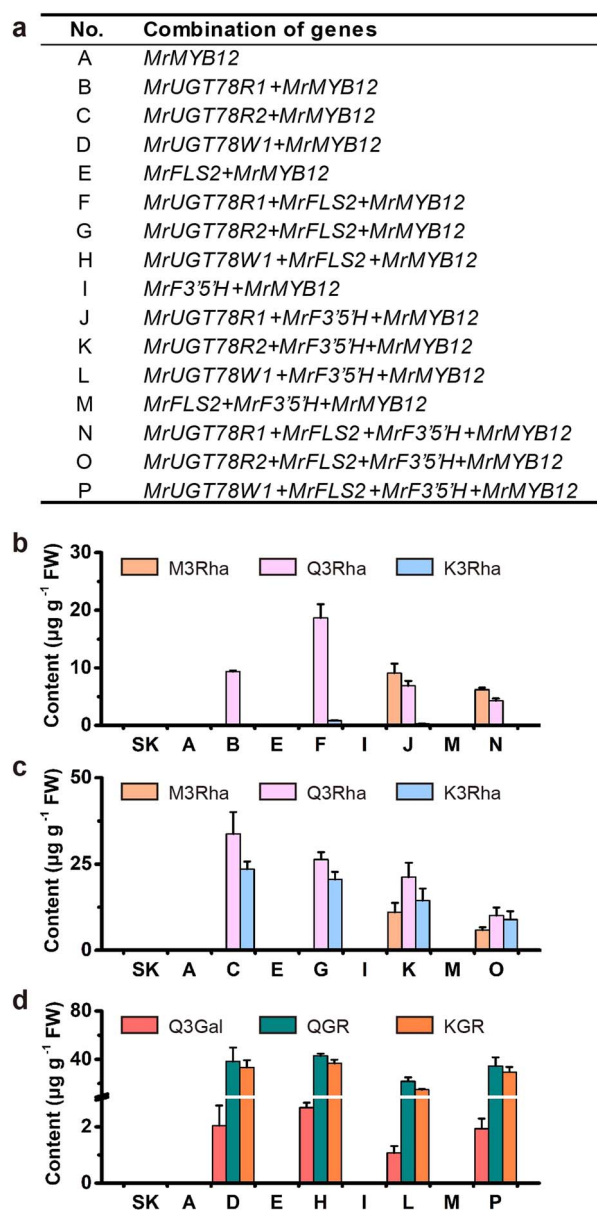 a
No. Combination of genes
A MrMYB12
B MrUGT78R1+MrMYB12
C MrUGT78R2+MrMYB12
D MrUGT78W1+MrMYB12
E MrFLS2+MrMYB12
F MrUGT78R1+MrFLS2+MrMYB12
G MrUGT78R2+MrFLS2+MrMYB12
H MrUGT78W1+MrFLS2+MrMYB12
I MrF3'5'H+MrMYB12
J MrUGT78R1+MrF3'5'H+MrMYB12
K MrUGT78R2+MrF3'5'H+MrMYB12
L MrUGT78W1+MrF3'5'H+MrMYB12
M MrFLS2+MrF3'5'H+MrMYB12
N MrUGT78R1+MrFLS2+MrF3'5'H+MrMYB12
O MrUGT78R2+MrFLS2+MrF3'5'H+MrMYB12
P MrUGT78W1+MrFLS2+MrF3'5'H+MrMYB12
b
Content (µg g⁻¹ FW)
30
20
10
0
M3Rha Q3Rha K3Rha
SK A B E F I J M N
c
Content (µg g⁻¹ FW)
50
25
0
M3Rha Q3Rha K3Rha
SK A C E G I K M O
d
Content (µg g⁻¹ FW)
80
40
2
0
Q3Gal QGR KGR
SK A D E H I L M P